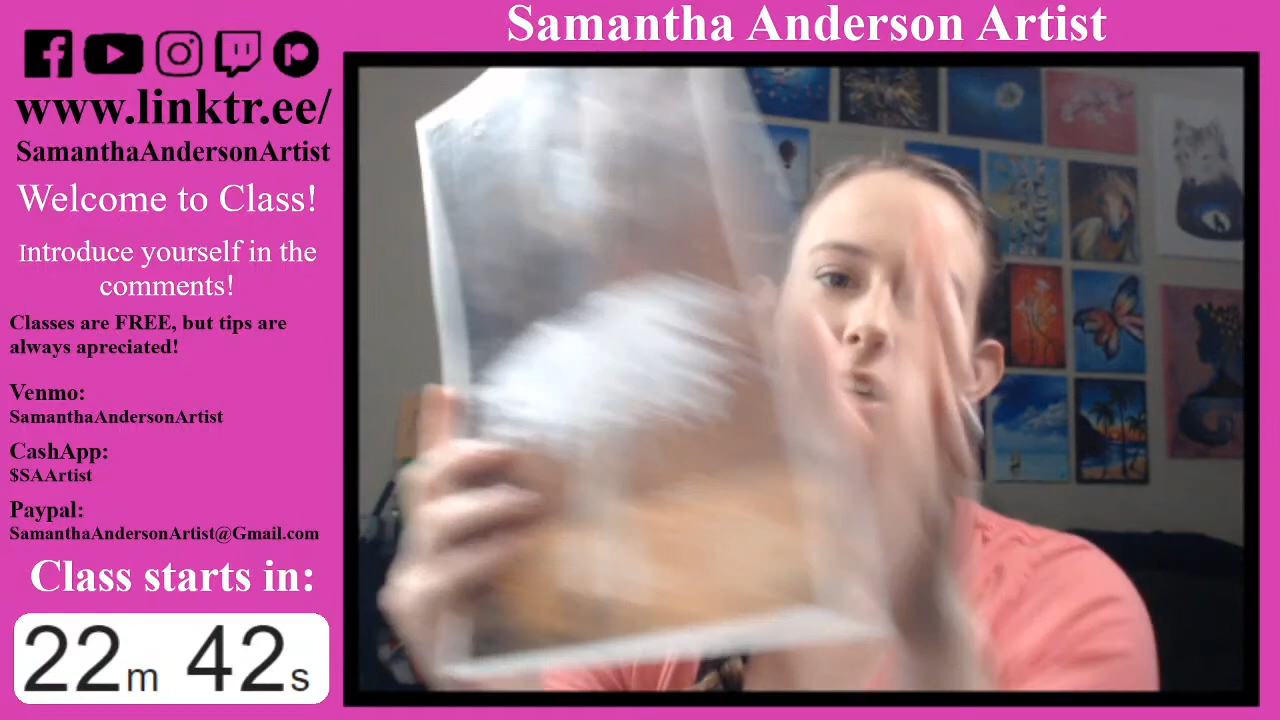 Samantha Anderson Artist
www.linktr.ee/
SamanthaAndersonArtist
Welcome to Class!
Introduce yourself in the
comments!
Classes are FREE, but tips are
always apreciated!
Venmo:
SamanthaAndersonArtist
CashApp:
$SAArtist
Paypal:
SamanthaAndersonArtist@Gmail.com
Class starts in:
22m 42s